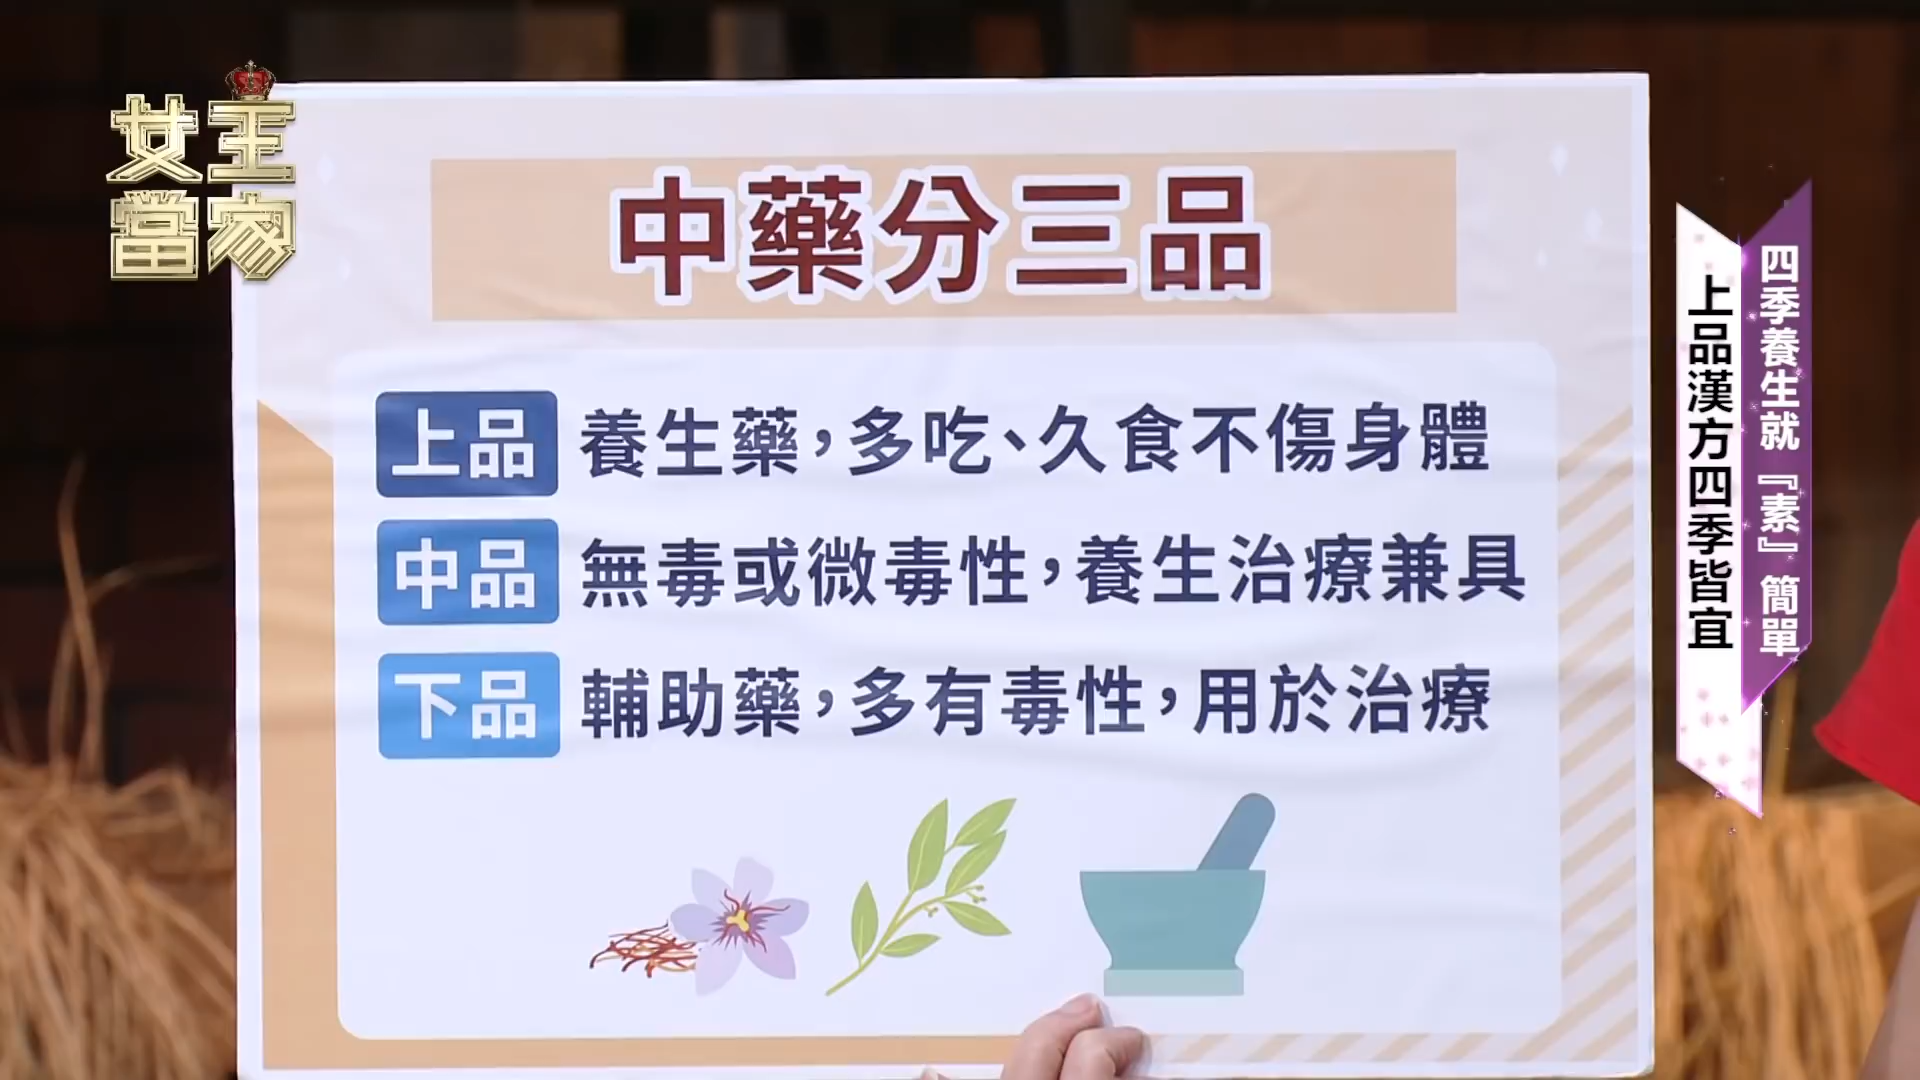 女王
當家
中藥分三品
上品 養生藥，多吃、久食不傷身體
中品 無毒或微毒性，養生治療兼具
下品 輔助藥，多有毒性，用於治療
四季養生就『素』簡單
上品漢方四季皆宜